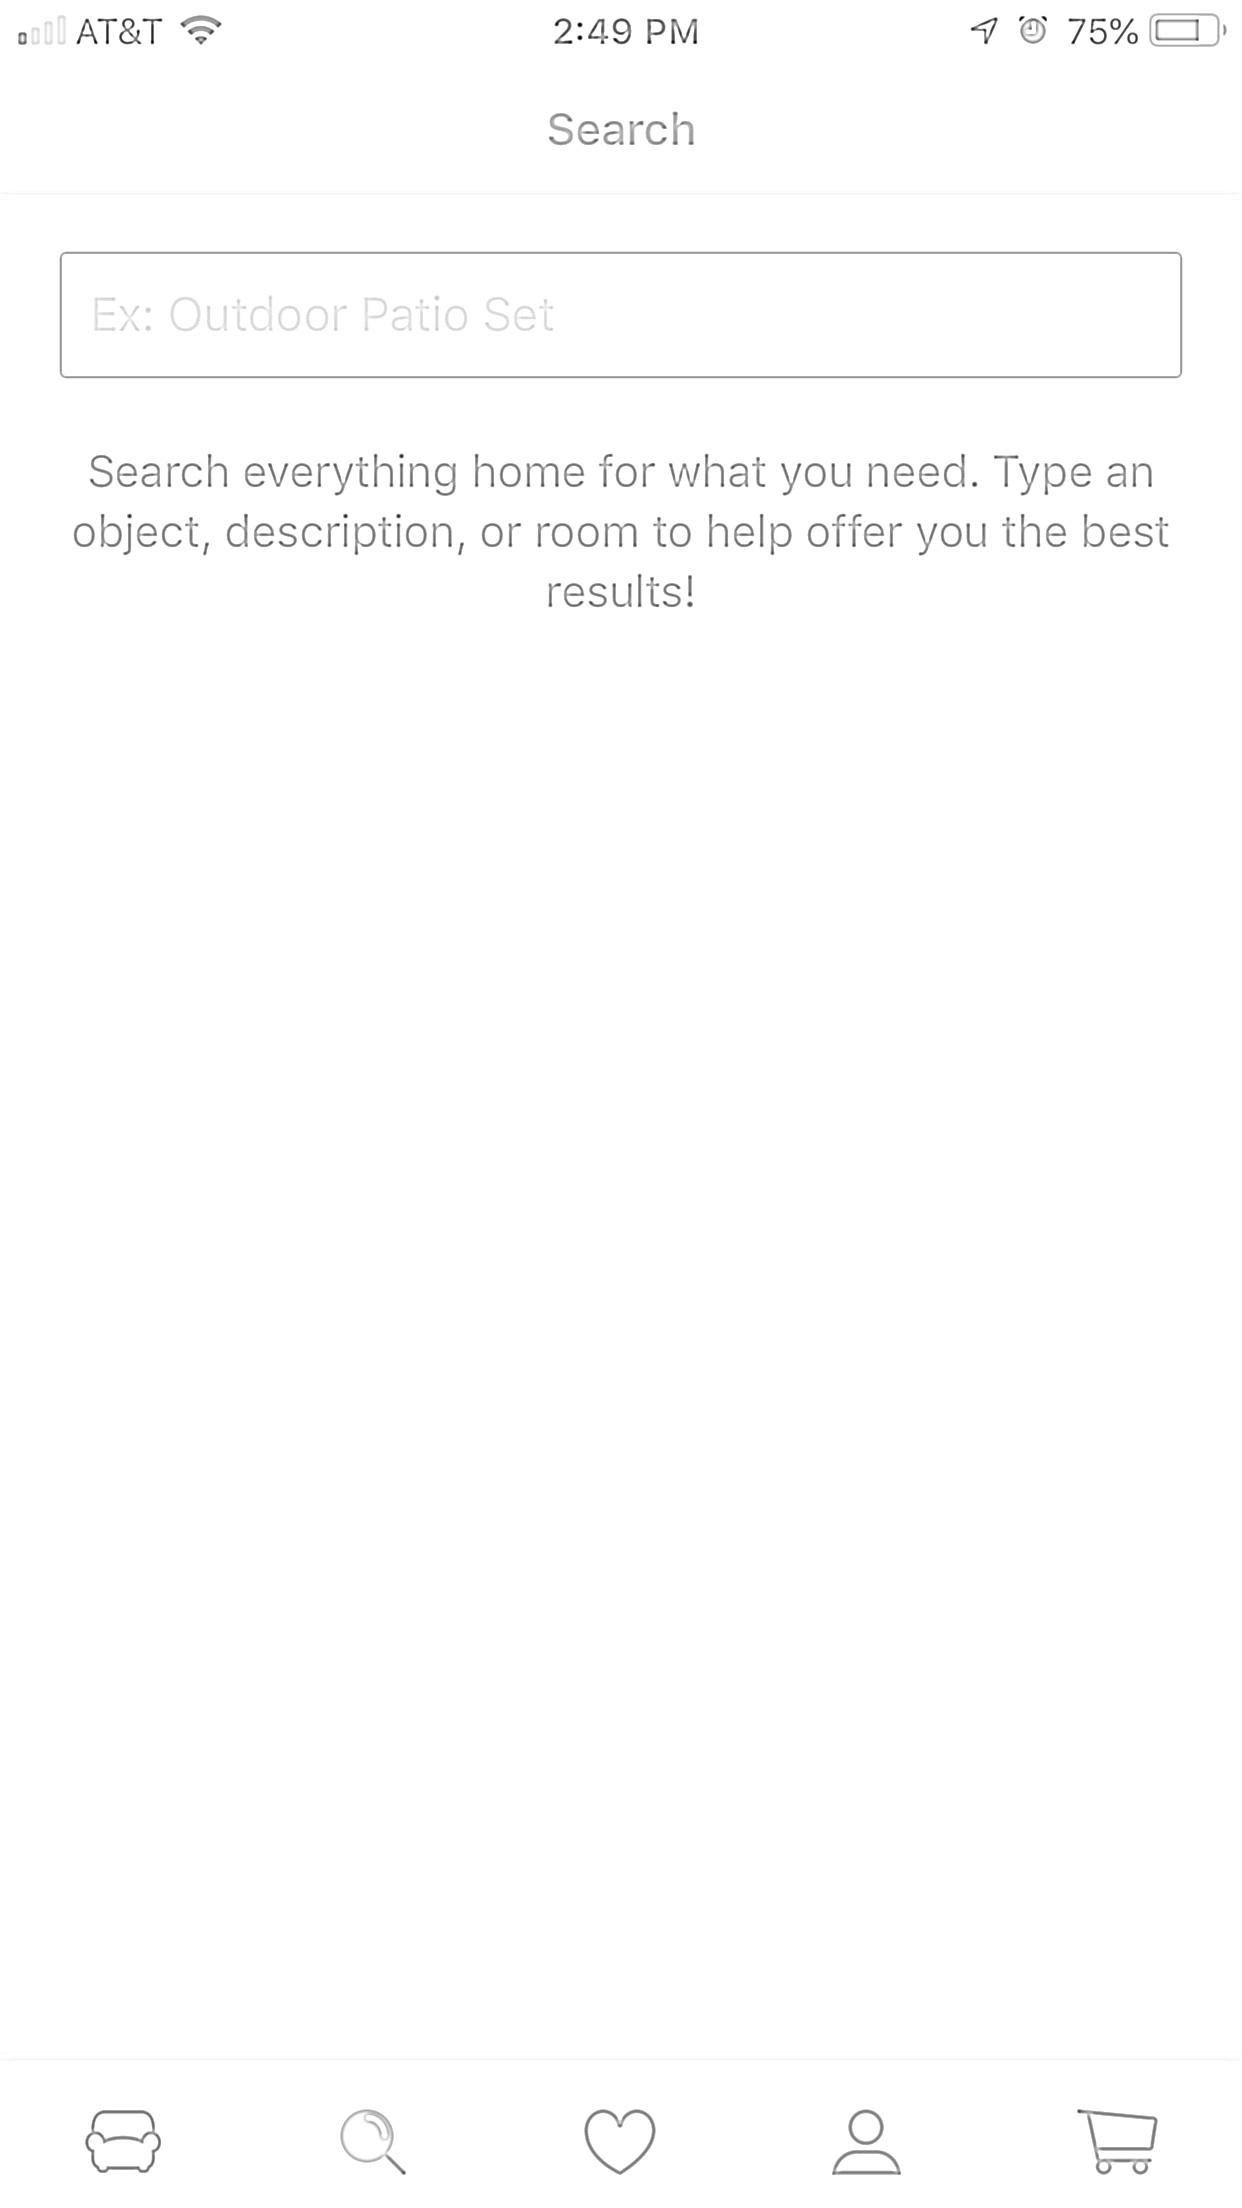 AT&T 2:49 PM 75%
Search
Ex: Outdoor Patio Set
Search everything home for what you need. Type an
object, description, or room to help offer you the best
results!